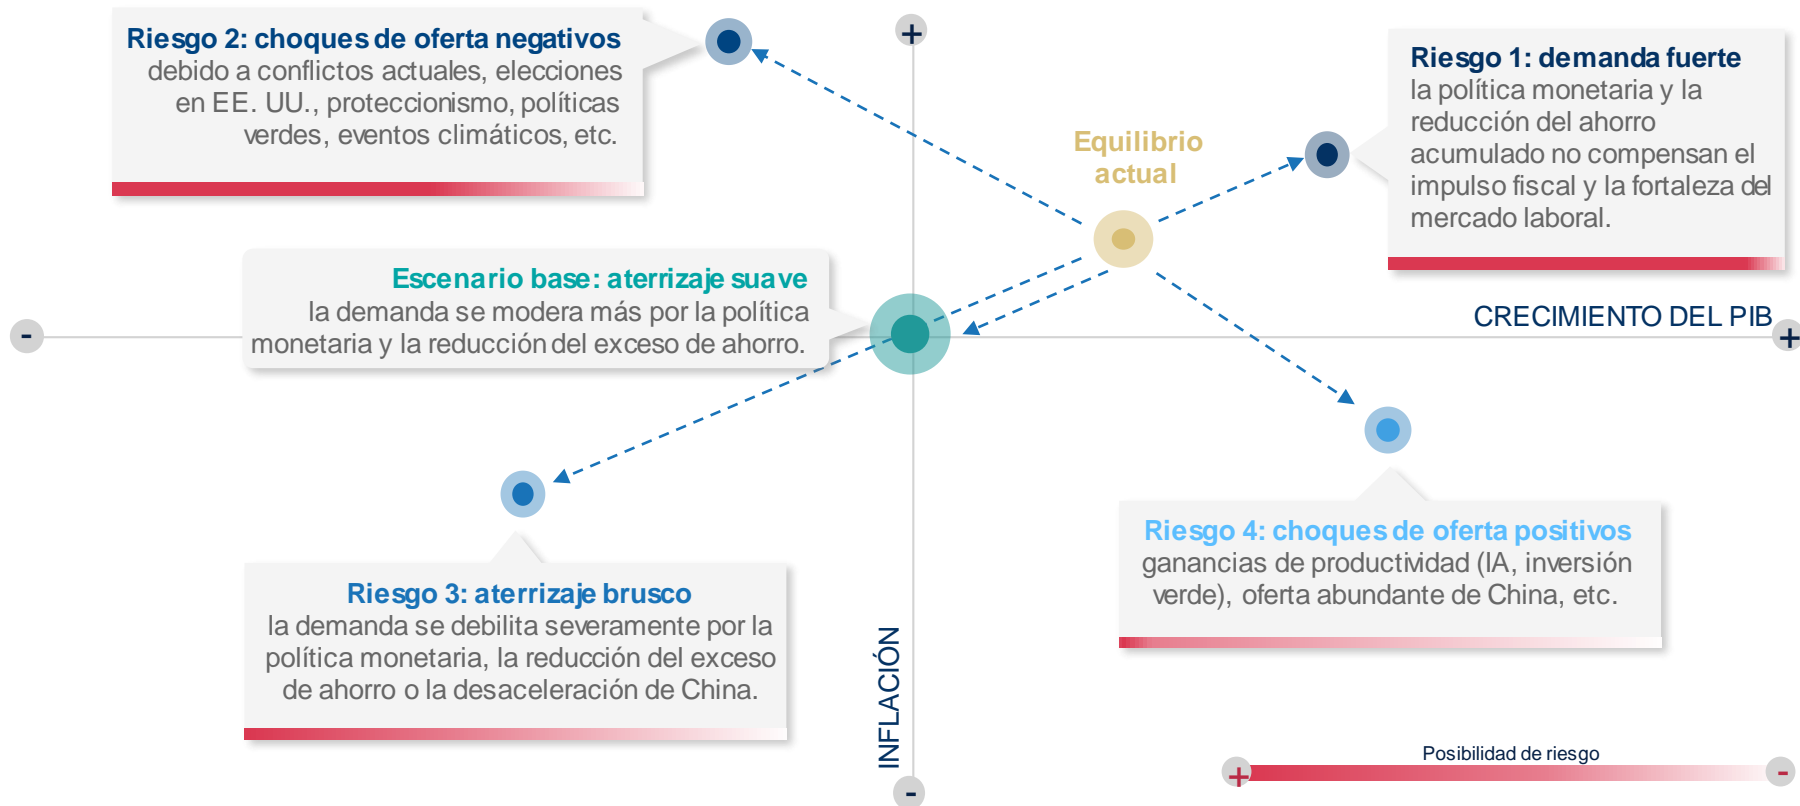 Riesgo 2: choques de oferta negativos
debido a conflictos actuales, elecciones
en EE. UU., proteccionismo, políticas
verdes, eventos climáticos, etc.
+
Riesgo 1: demanda fuerte
la política monetaria y la
reducción del ahorro
acumulado no compensan el
impulso fiscal y la fortaleza del
mercado laboral.
Equilibrio
actual
Escenario base: aterrizaje suave
la demanda se modera más por la política
monetaria y la reducción del exceso de ahorro.
-
CRECIMIENTO DEL PIB
+
Riesgo 3: aterrizaje brusco
la demanda se debilita severamente por la
política monetaria, la reducción del exceso
de ahorro o la desaceleración de China.
Riesgo 4: choques de oferta positivos
ganancias de productividad (IA, inversión
verde), oferta abundante de China, etc.
INFLACIÓN
-
Posibilidad de riesgo
+
-